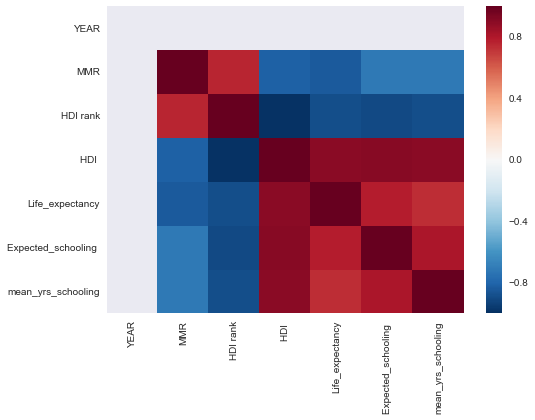 YEAR
MMR
HDI rank
HDI
Life_expectancy
Expected_schooling
mean_yrs_schooling
YEAR
MMR
HDI rank
HDI
Life_expectancy
Expected_schooling
mean_yrs_schooling
0.8
0.4
0.0
−0.4
−0.8